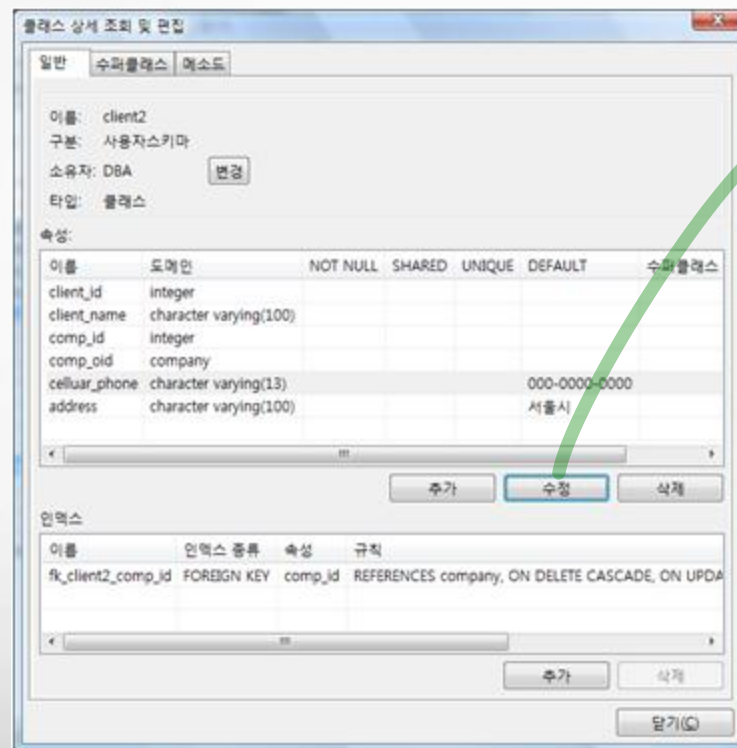 클래스 상세 조회 및 편집
일반 수퍼클래스 메소드
이름: client2
구분: 사용자스키마
소유자: DBA 변경
타입: 클래스
속성:
이름 도메인 NOT NULL SHARED UNIQUE DEFAULT 수퍼클래스
client_id integer
client_name character varying(100)
comp_id integer
comp_oid company
celluar_phone character varying(13) 000-0000-0000
address character varying(100) 서울시
추가 수정 삭제
인덱스
이름 인덱스 종류 속성 규칙
fk_client2_comp_id FOREIGN KEY comp_id REFERENCES company, ON DELETE CASCADE, ON UPDA
추가 삭제
닫기(C)